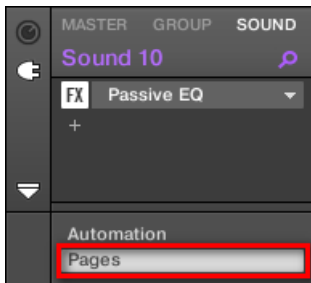 MASTER GROUP SOUND
Sound 10
FX Passive EQ
+
Automation
Pages